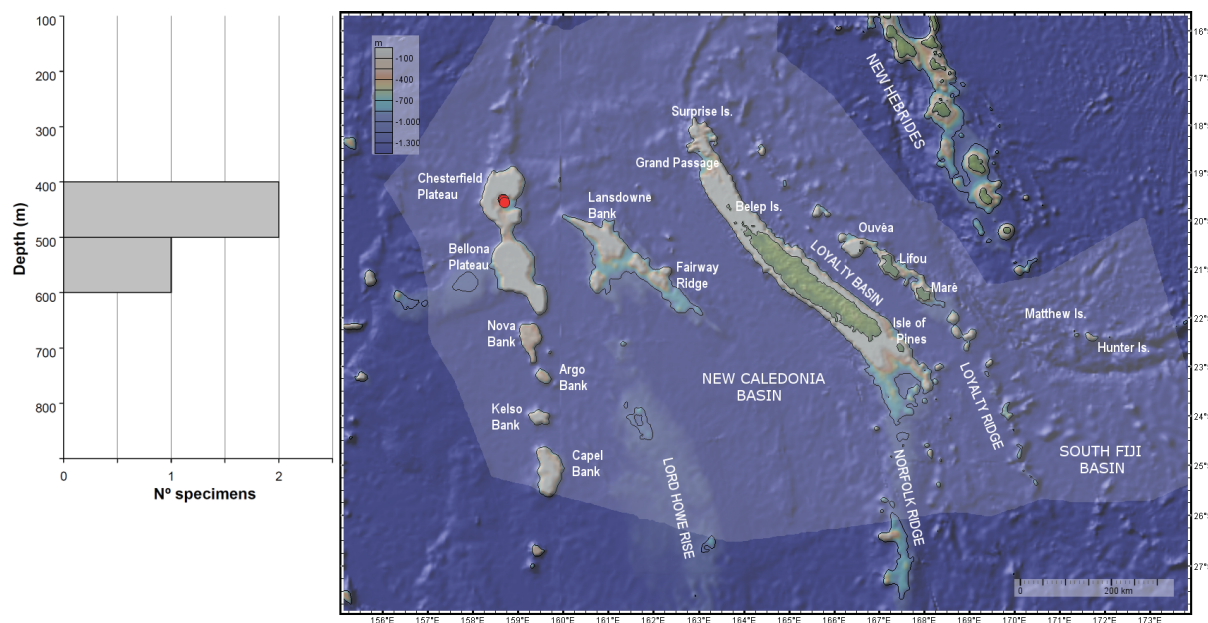 100
200
300
400
500
600
700
800
Depth (m)
0
1
2
Nº specimens
m
-100
-400
-700
-1.000
-1.300
Surprise Is.
Grand Passage
Chesterfield
Plateau
Lansdowne
Bank
Belep Is.
Bellona
Plateau
Fairway
Ridge
Nova
Bank
Argo
Bank
Kelso
Bank
Capel
Bank
LORD HOWE RISE
NEW CALEDONIA
BASIN
NEW HEBRIDES
Ouvèa
Lifou
Marè
LOYALTY BASIN
Isle of
Pines
Matthew Is.
Hunter Is.
LOYALTY RIDGE
NORFOLK RIDGE
SOUTH FIJI
BASIN
0 200 km
16°S
17°S
18°S
19°S
20°S
21°S
22°S
23°S
24°S
25°S
26°S
27°S
156°E 157°E 158°E 159°E 160°E 162°E 162°E 163°E 164°E 165°E 167°E 167°E 168°E 169°E 170°E 171°E 172°E 173°E